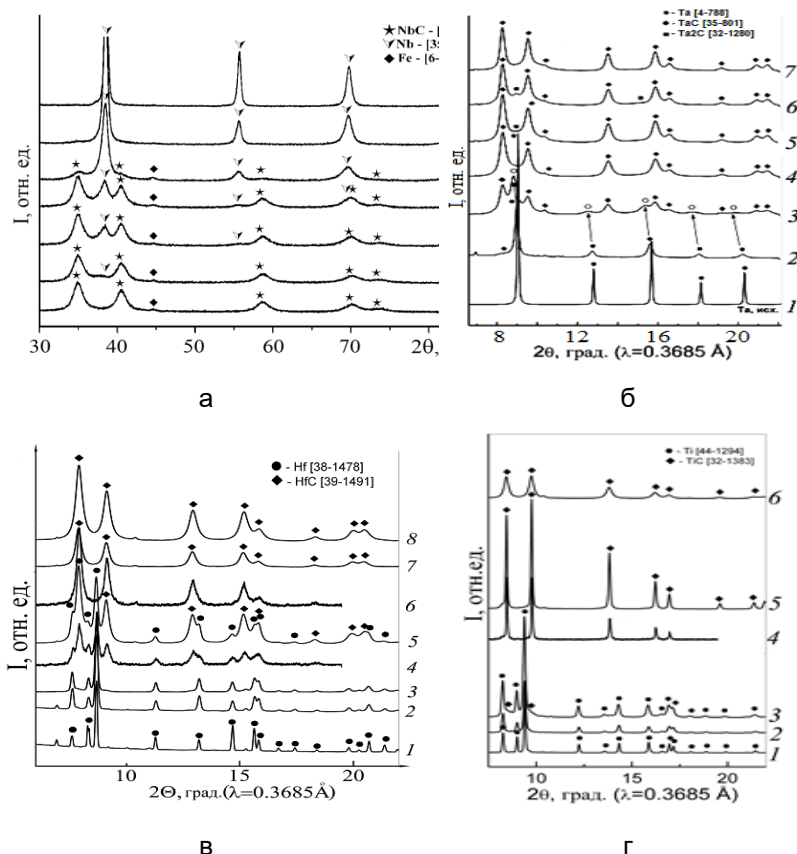 ★ NbC - [
Nb - [3
◆ Fe - [6-
I, отн. ед.
30 40 50 60 70 2θ,
а
• - Ta [4-788]
◆ - TaC [35-801]
■ - Ta2C [32-1280]
7
6
5
4
3
2
1
Ta, исх.
I, отн. ед.
8 10 12 14 16 18 20 22
2θ, град. (λ=0.3685 Å)
б
● - Hf [38-1478]
◆ - HfC [39-1491]
8
7
6
5
4
3
2
1
I, отн. ед.
10 15 20
2Θ, град.(λ=0.3685Å)
в
● - Ti [44-1294]
◆ - TiC [32-1383]
6
5
4
3
2
1
I, отн.ед.
10 15 20
2θ, град. (λ=0.3685 Å)
г